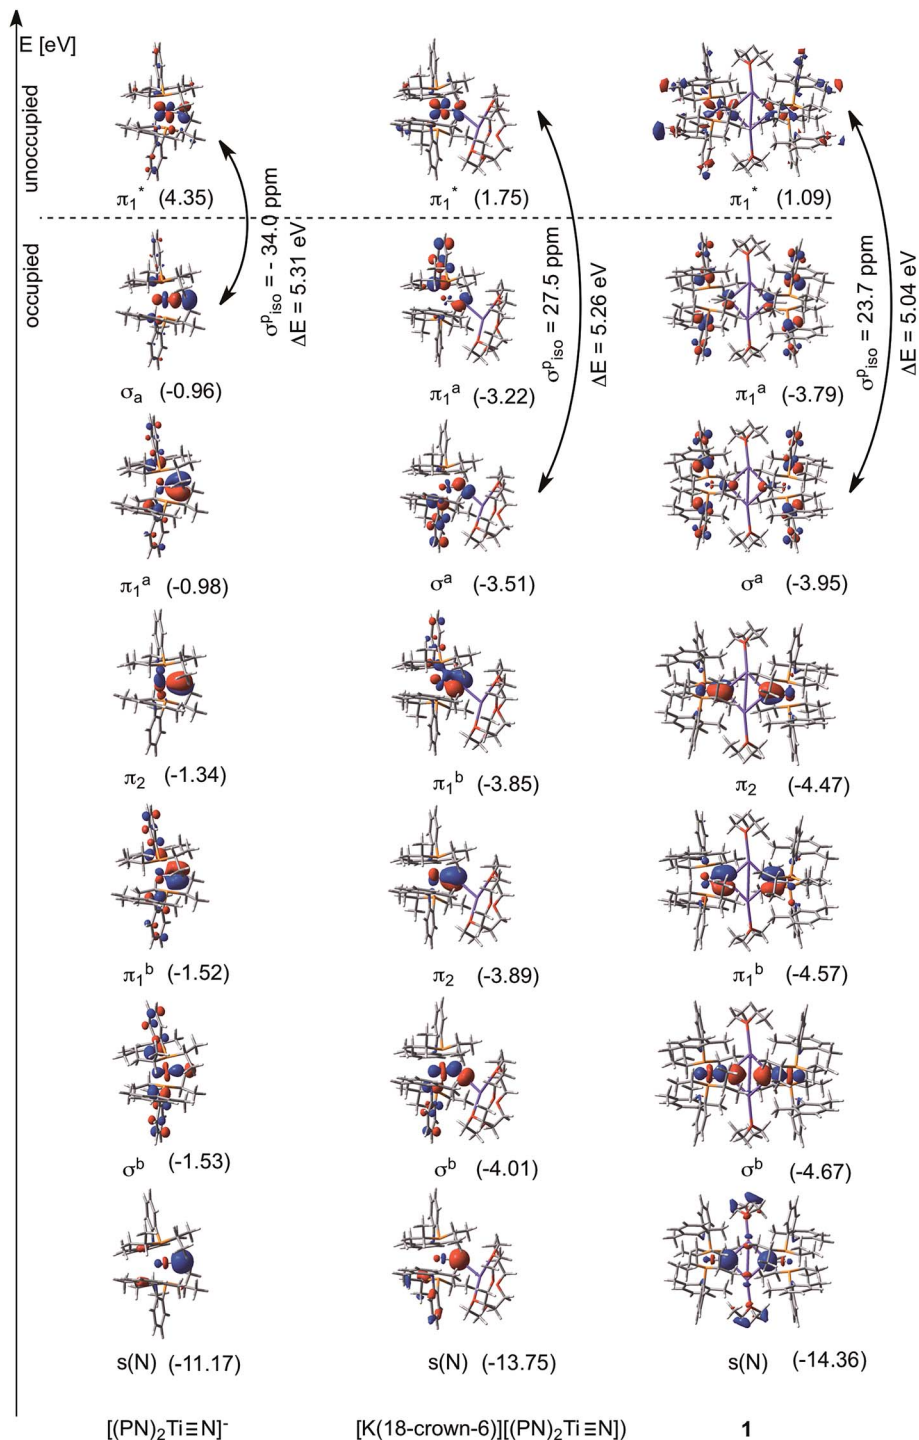 E [eV]
unoccupied
occupied
π₁* (4.35)
π₁* (1.75)
π₁* (1.09)
σᵖiso = - 34.0 ppm
ΔE = 5.31 eV
σᵖiso = 27.5 ppm
ΔE = 5.26 eV
σᵖiso = 23.7 ppm
ΔE = 5.04 eV
σₐ (-0.96)
π₁ᵃ (-3.22)
π₁ᵃ (-3.79)
π₁ᵃ (-0.98)
σᵃ (-3.51)
σᵃ (-3.95)
π₂ (-1.34)
π₁ᵇ (-3.85)
π₂ (-4.47)
π₁ᵇ (-1.52)
π₂ (-3.89)
π₁ᵇ (-4.57)
σᵇ (-1.53)
σᵇ (-4.01)
σᵇ (-4.67)
s(N) (-11.17)
s(N) (-13.75)
s(N) (-14.36)
[(PN)₂Ti≡N]⁻
[K(18-crown-6)][(PN)₂Ti≡N])
1